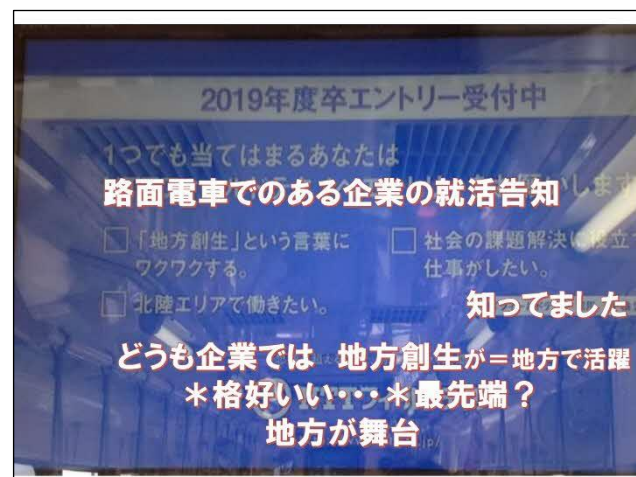 2019年度卒エントリー受付中
1つでも当てはまるあなたは
路面電車でのある企業の就活告知
いします
「地方創生」という言葉に
ワクワクする。
社会の課題解決に役立
仕事がしたい。
北陸エリアで働きたい。
知ってました
どうも企業では 地方創生が=地方で活躍
*格好いい・・・*最先端?
地方が舞台